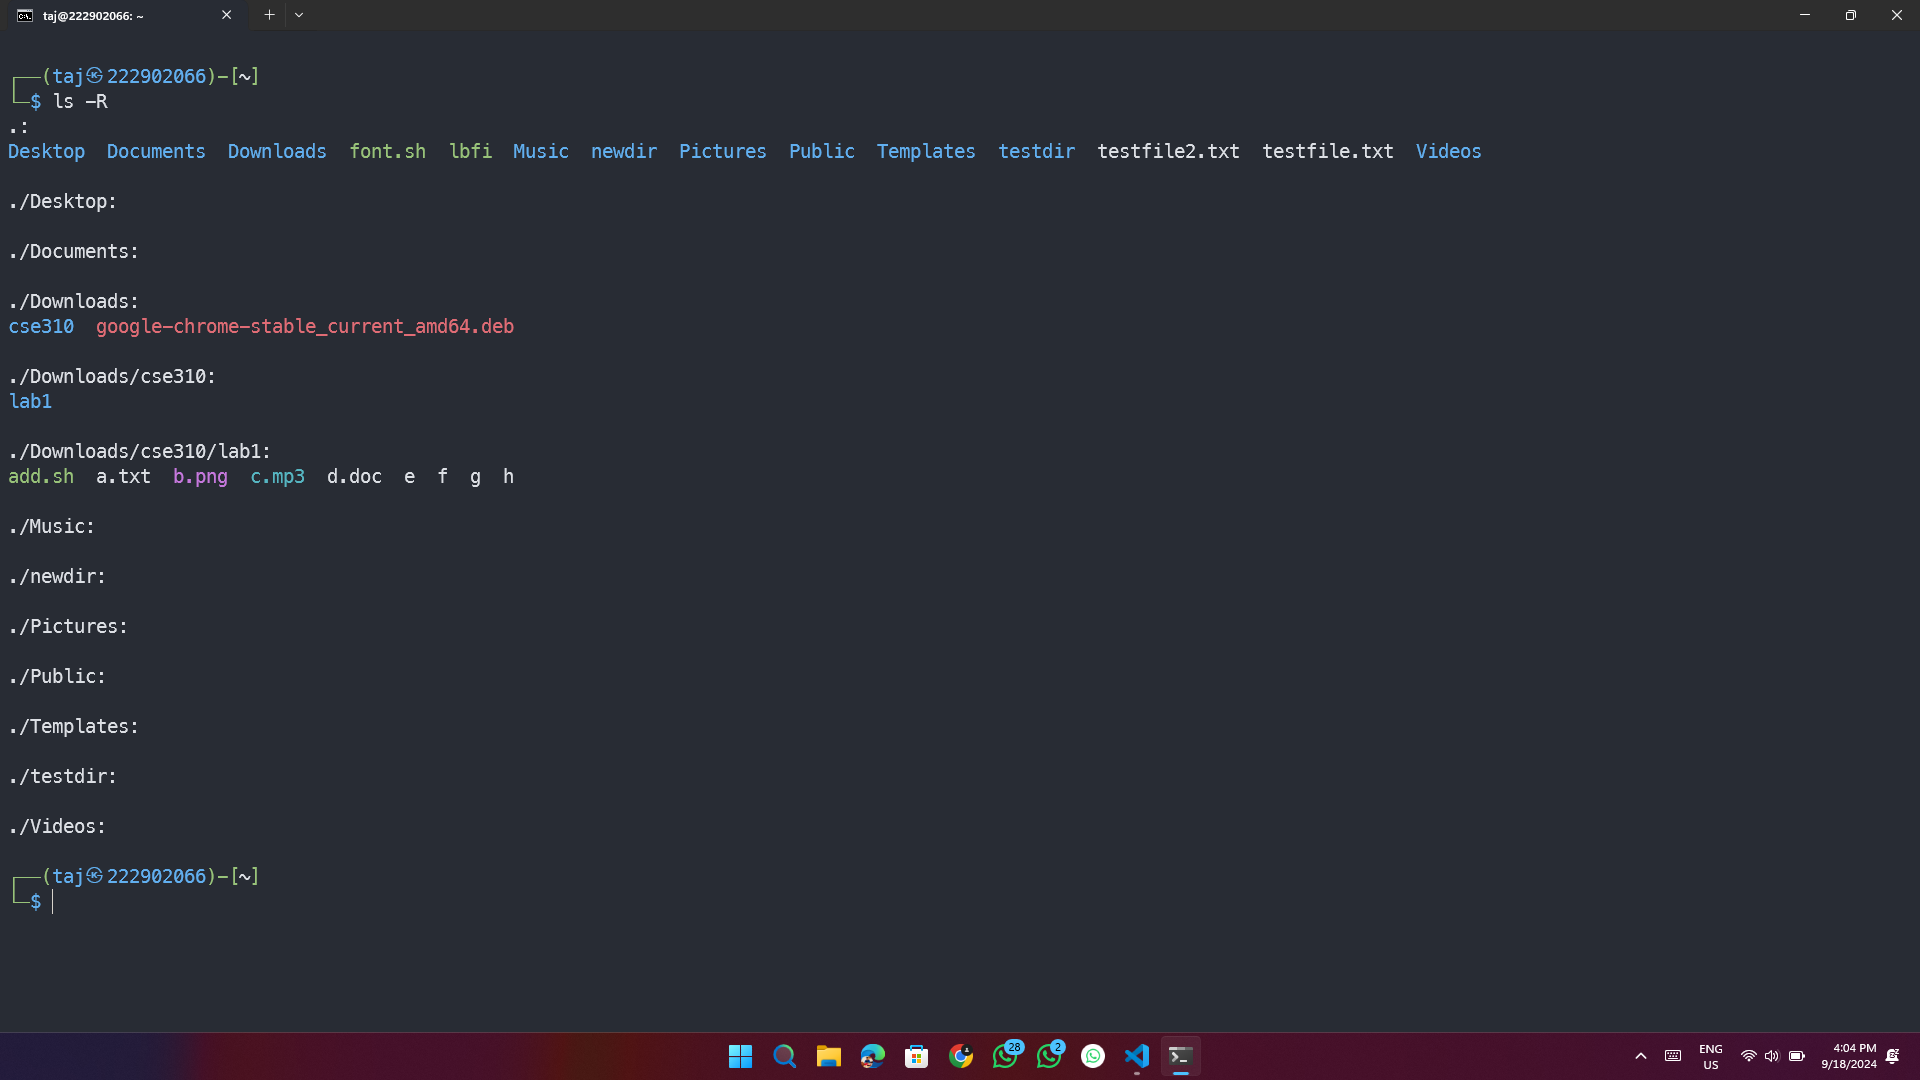 taj@222902066: ~
┌──(taj㉿222902066)-[~]
└─$ ls -R
.:
Desktop  Documents  Downloads  font.sh  lbfi  Music  newdir  Pictures  Public  Templates  testdir  testfile2.txt  testfile.txt  Videos
./Desktop:
./Documents:
./Downloads:
cse310  google-chrome-stable_current_amd64.deb
./Downloads/cse310:
lab1
./Downloads/cse310/lab1:
add.sh  a.txt  b.png  c.mp3  d.doc  e  f  g  h
./Music:
./newdir:
./Pictures:
./Public:
./Templates:
./testdir:
./Videos:
┌──(taj㉿222902066)-[~]
└─$
28
2
ENG
US
4:04 PM
9/18/2024